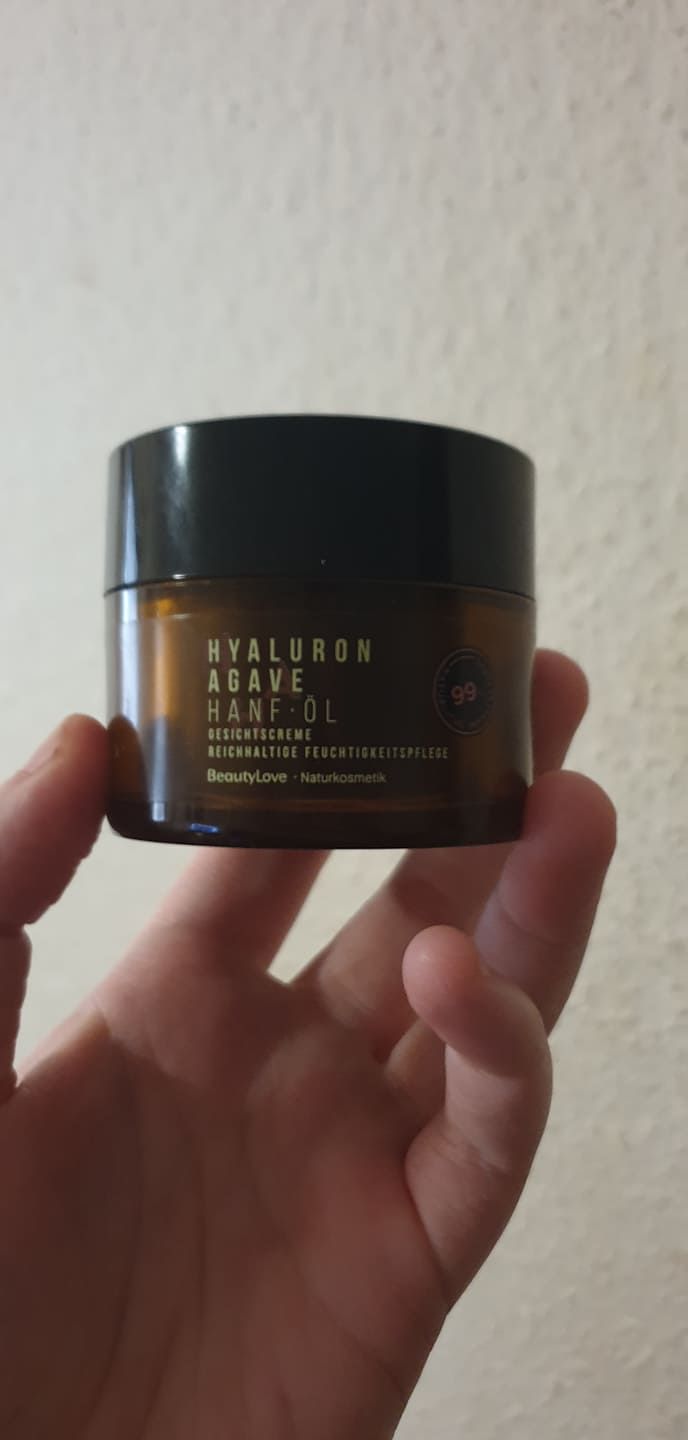 HYALURON
AGAVE
HANF·ÖL
GESICHTSCREME
REICHHALTIGE FEUCHTIGKEITSPFLEGE
BeautyLove · Naturkosmetik
99